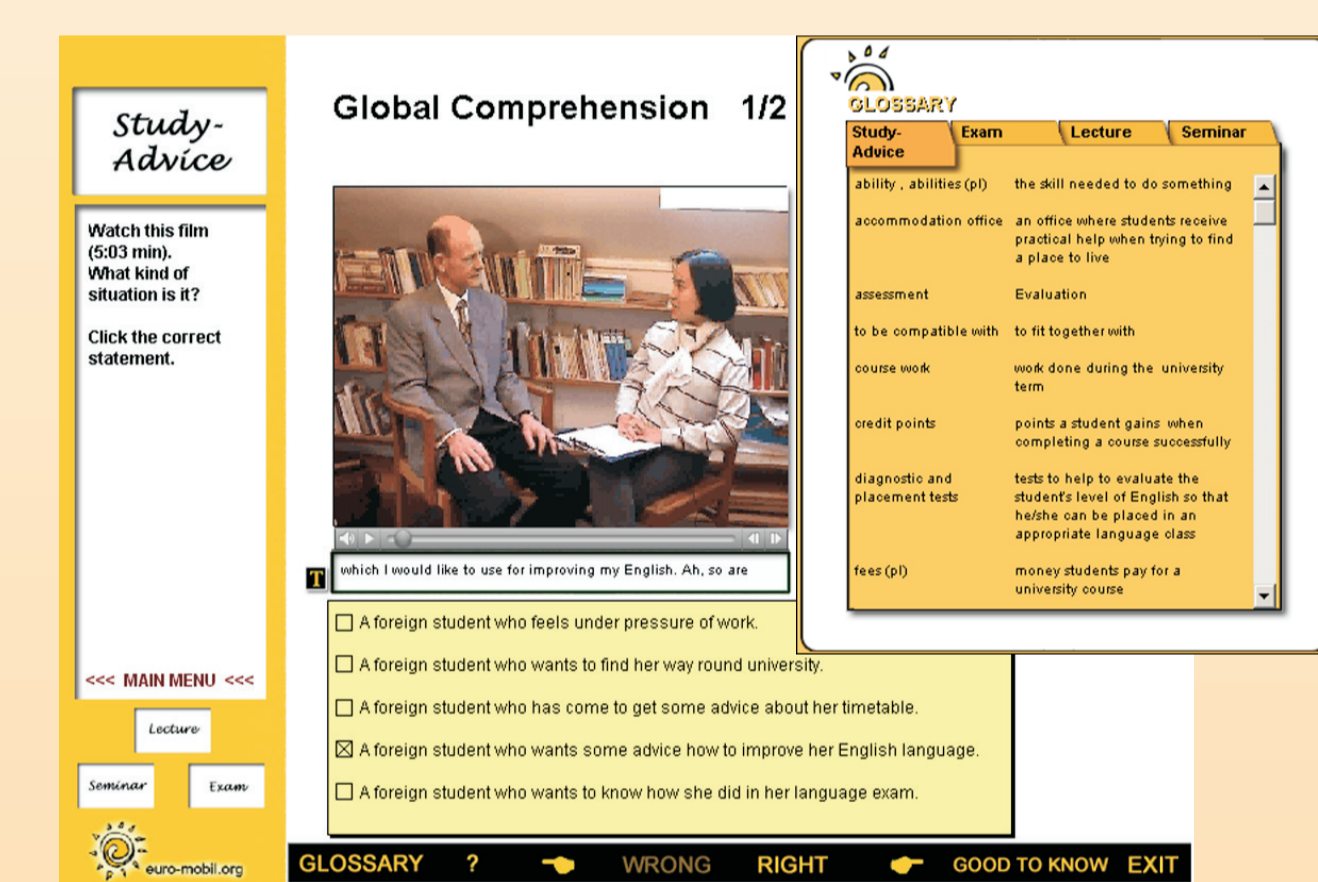 Study-
Advice
Watch this film
(5:03 min).
What kind of
situation is it?
Click the correct
statement.
<<< MAIN MENU <<<
Lecture
Seminar
Exam
euro-mobil.org
Global Comprehension 1/2
T
which I would like to use for improving my English. Ah, so are
A foreign student who feels under pressure of work.
A foreign student who wants to find her way round university.
A foreign student who has come to get some advice about her timetable.
A foreign student who wants some advice how to improve her English language.
A foreign student who wants to know how she did in her language exam.
GLOSSARY
Study-
Advice
Exam
Lecture
Seminar
ability , abilities (pl) the skill needed to do something
accommodation office an office where students receive
practical help when trying to find
a place to live
assessment Evaluation
to be compatible with to fit together with
course work work done during the university
term
credit points points a student gains when
completing a course successfully
diagnostic and tests to help to evaluate the
placement tests student's level of English so that
he/she can be placed in an
appropriate language class
fees (pl) money students pay for a
university course
GLOSSARY ? WRONG RIGHT GOOD TO KNOW EXIT